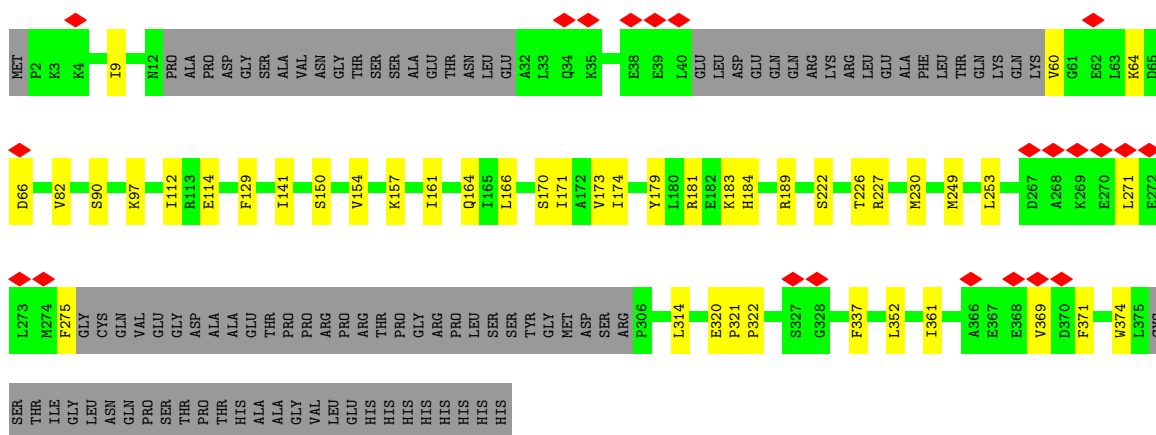 MET P2 K3 K4 I9 N12 PRO ALA PRO ASP GLY SER ALA VAL ASN GLY THR SER SER ALA GLU THR ASN LEU GLU A32 L33 Q34 K35 E38 E39 L40 GLU LEU ASP GLU GLN GLN ARG LYS ARG LEU GLU ALA PHE LEU THR GLN LYS GLN LYS V60 G61 E62 L63 K64 D65
D66 V82 S90 K97 I112 R113 E114 F129 I141 S150 V154 K157 I161 Q164 I165 L166 S170 I171 A172 V173 I174 Y179 L180 R181 E182 K183 H184 R189 S222 T226 R227 M230 M249 L253 D267 A268 K269 E270 L271 E272
L273 M274 F275 GLY CYS GLN VAL GLU GLY ASP ALA ALA GLU THR PRO PRO ARG PRO ARG THR PRO GLY ARG PRO LEU SER SER TYR GLY MET ASP SER ARG P306 L314 E320 P321 P322 S327 G328 F337 L352 I361 A366 E367 E368 V369 D370 F371 W374 L375 CYS
SER THR ILE GLY LEU ASN GLN PRO SER THR PRO THR HIS ALA ALA GLY VAL LEU GLU HIS HIS HIS HIS HIS HIS HIS HIS